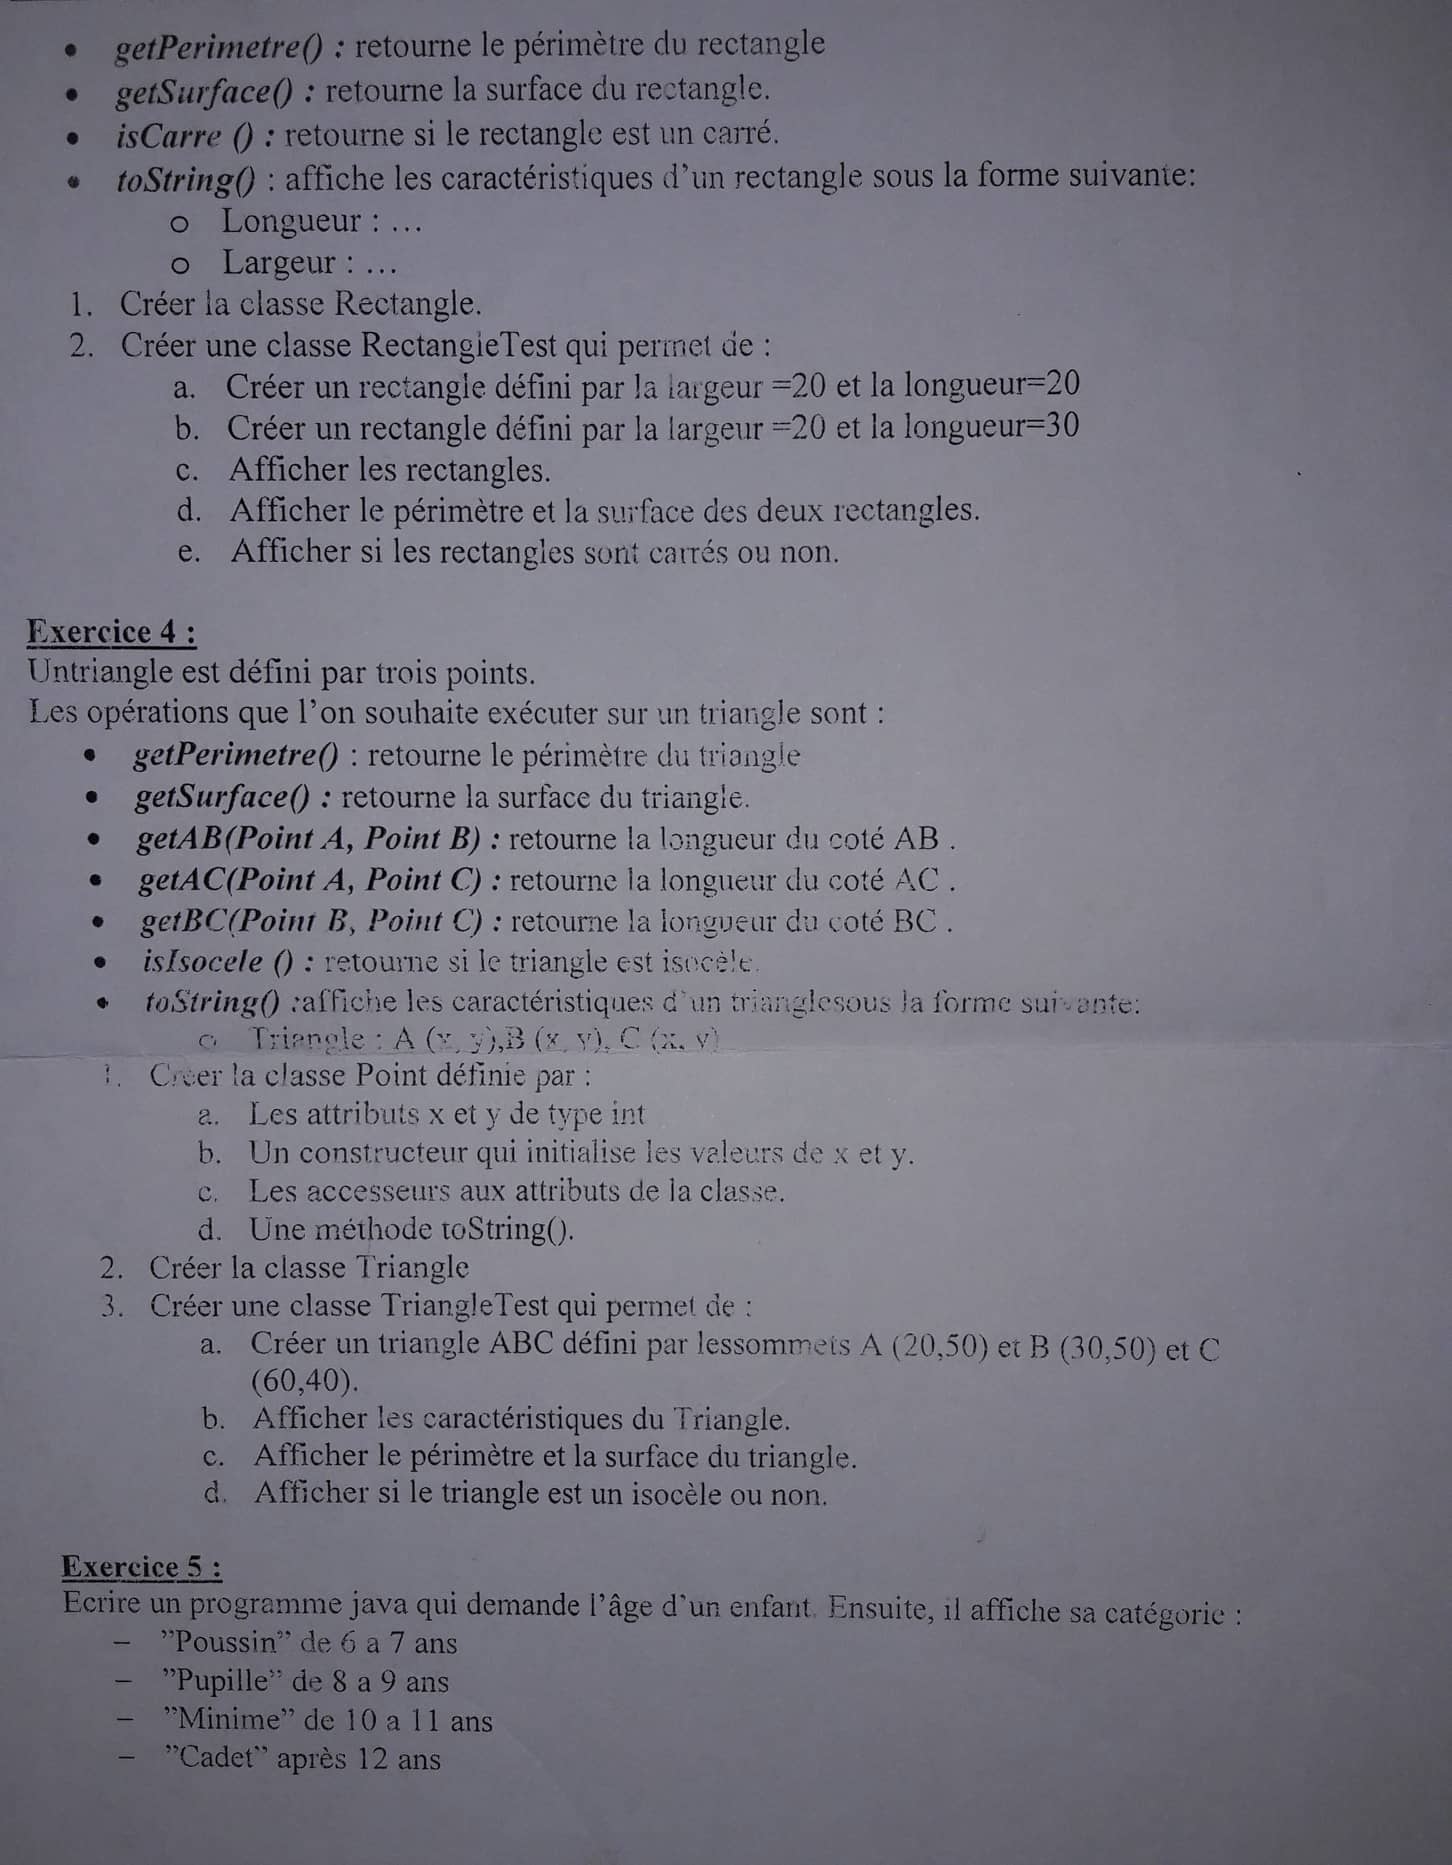 • getPerimetre() : retourne le périmètre du rectangle
• getSurface() : retourne la surface du rectangle.
• isCarre () : retourne si le rectangle est un carré.
• toString() : affiche les caractéristiques d’un rectangle sous la forme suivante:
o Longueur : …
o Largeur : …
1. Créer la classe Rectangle.
2. Créer une classe RectangleTest qui permet de :
a. Créer un rectangle défini par la largeur =20 et la longueur=20
b. Créer un rectangle défini par la largeur =20 et la longueur=30
c. Afficher les rectangles.
d. Afficher le périmètre et la surface des deux rectangles.
e. Afficher si les rectangles sont carrés ou non.
Exercice 4 :
Untriangle est défini par trois points.
Les opérations que l’on souhaite exécuter sur un triangle sont :
• getPerimetre() : retourne le périmètre du triangle
• getSurface() : retourne la surface du triangle.
• getAB(Point A, Point B) : retourne la longueur du coté AB .
• getAC(Point A, Point C) : retourne la longueur du coté AC .
• getBC(Point B, Point C) : retourne la longueur du coté BC .
• isIsocele () : retourne si le triangle est isocèle.
• toString() :affiche les caractéristiques d’un trianglesous la forme suivante:
o Triangle : A (x, y),B (x, y), C (x, y)
1. Créer la classe Point définie par :
a. Les attributs x et y de type int
b. Un constructeur qui initialise les valeurs de x et y.
c. Les accesseurs aux attributs de la classe.
d. Une méthode toString().
2. Créer la classe Triangle
3. Créer une classe TriangleTest qui permet de :
a. Créer un triangle ABC défini par lessommets A (20,50) et B (30,50) et C
(60,40).
b. Afficher les caractéristiques du Triangle.
c. Afficher le périmètre et la surface du triangle.
d. Afficher si le triangle est un isocèle ou non.
Exercice 5 :
Ecrire un programme java qui demande l’âge d’un enfant. Ensuite, il affiche sa catégorie :
– ”Poussin” de 6 a 7 ans
– ”Pupille” de 8 a 9 ans
– ”Minime” de 10 a 11 ans
– ”Cadet” après 12 ans